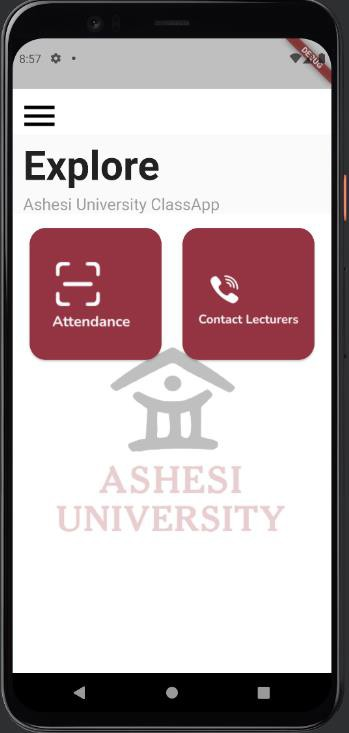 8:57
DEBUG
Explore
Ashesi University ClassApp
Attendance
Contact Lecturers
ASHESI
UNIVERSITY